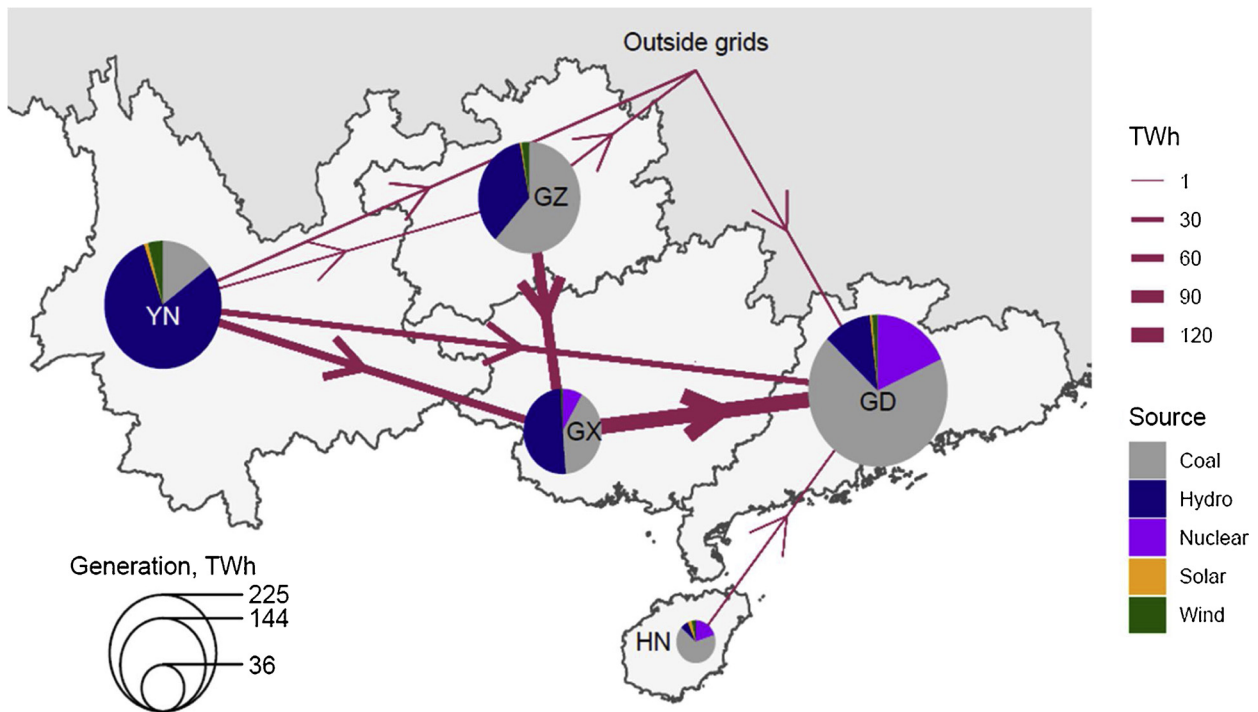 Outside grids
GZ
YN
GX
GD
HN
Generation, TWh
225
144
36
TWh
1
30
60
90
120
Source
Coal
Hydro
Nuclear
Solar
Wind